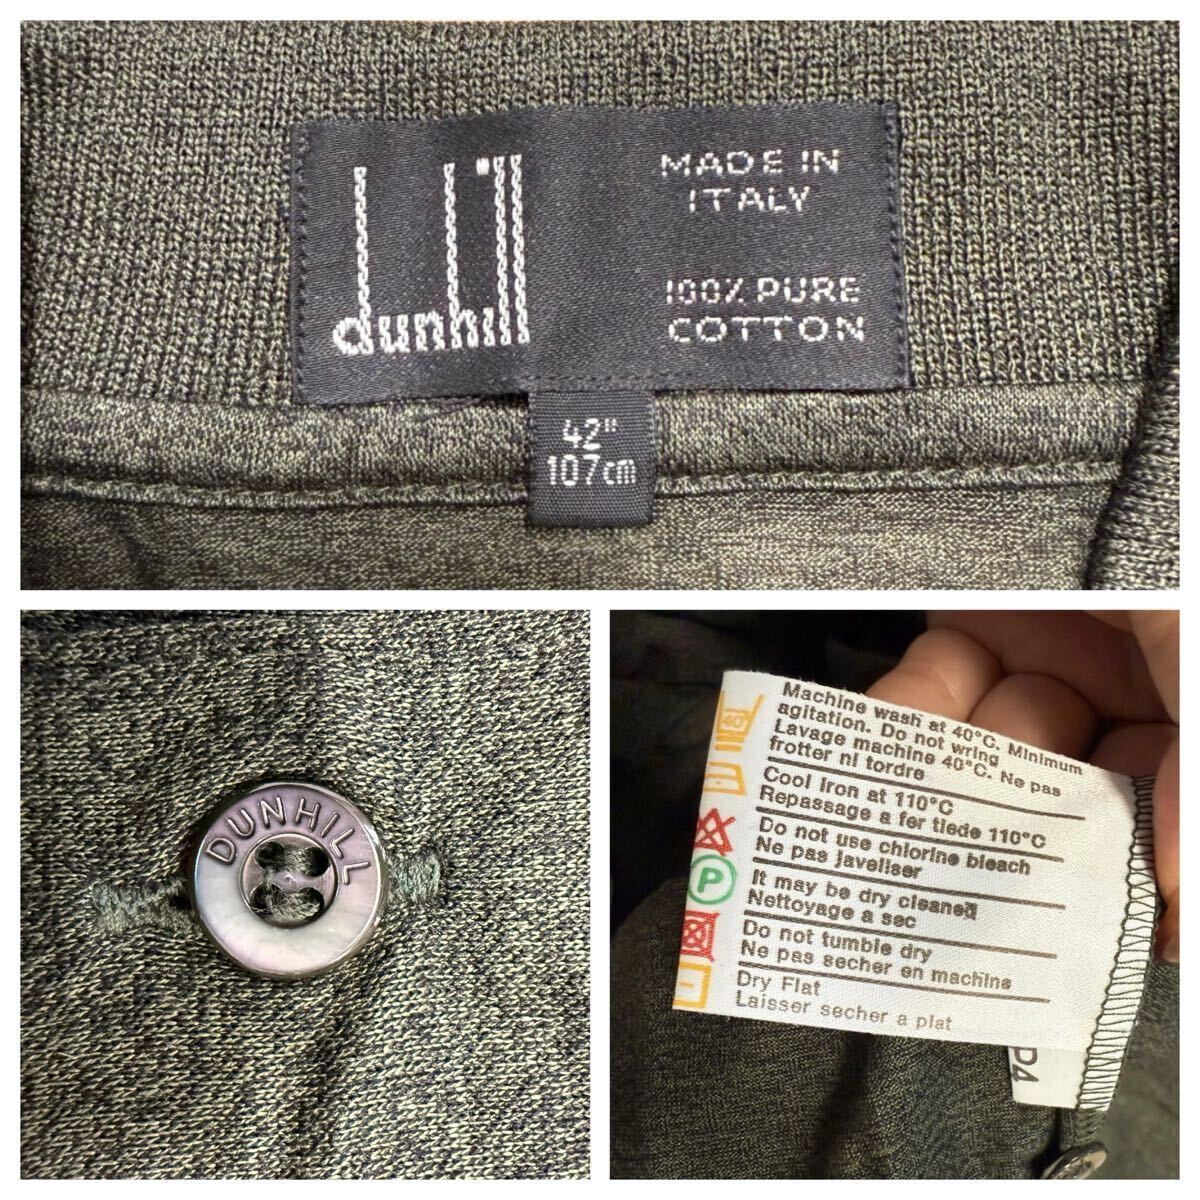 dunhill
MADE IN
ITALY
100% PURE
COTTON
42"
107cm
DUNHILL
40
Machine wash at 40°C. Minimum
agitation. Do not wring
Lavage machine 40°C. Ne pas
frotter ni tordre
Cool Iron at 110°C
Repassage a fer tiede 110°C
Do not use chlorine bleach
Ne pas javeliser
P
It may be dry cleaned
Nettoyage a sec
Do not tumble dry
Ne pas secher en machine
Dry Flat
Laisser secher a plat